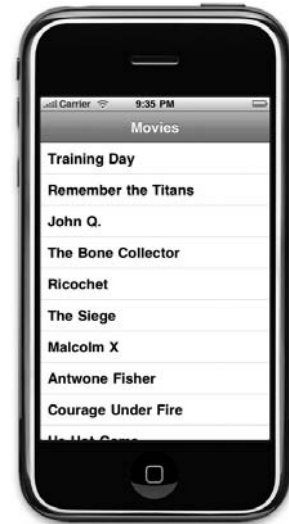 Carrier 9:35 PM
Movies
Training Day
Remember the Titans
John Q.
The Bone Collector
Ricochet
The Siege
Malcolm X
Antwone Fisher
Courage Under Fire